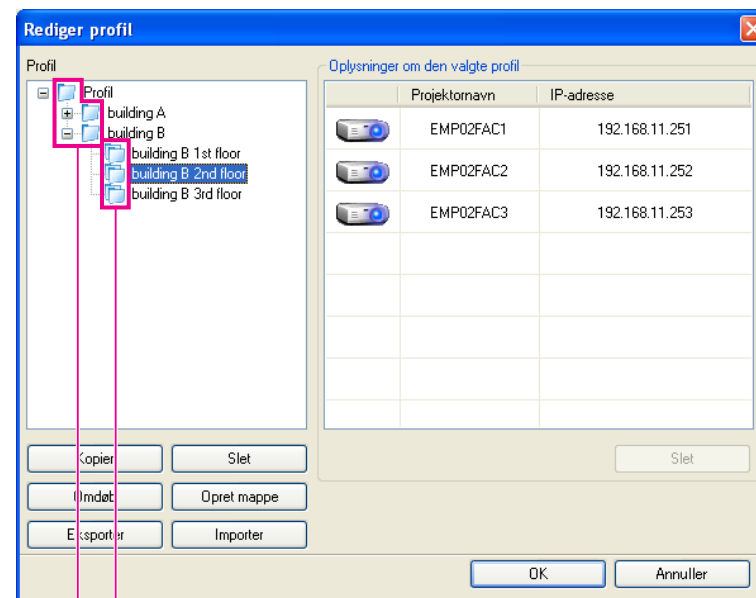 Rediger profil
Profil
Profil
building A
building B
building B 1st floor
building B 2nd floor
building B 3rd floor
Oplysninger om den valgte profil
Projektornavn IP-adresse
EMP02FAC1 192.168.11.251
EMP02FAC2 192.168.11.252
EMP02FAC3 192.168.11.253
Kopier Slet
Omdøb Opret mappe
Eksporter Importer
Slet
OK Annuller